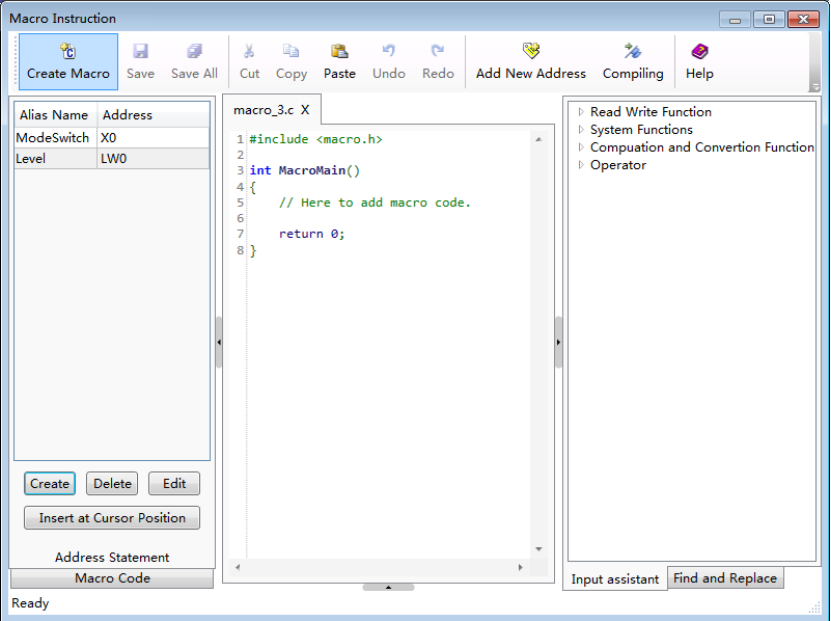 Macro Instruction
Create Macro Save Save All Cut Copy Paste Undo Redo Add New Address Compiling Help
Alias Name Address
ModeSwitch X0
Level LW0
Create Delete Edit
Insert at Cursor Position
Address Statement
Macro Code
macro_3.c X
1 #include <macro.h>
2
3 int MacroMain()
4 {
5 // Here to add macro code.
6
7 return 0;
8 }
Read Write Function
System Functions
Compuation and Convertion Function
Operator
Input assistant Find and Replace
Ready